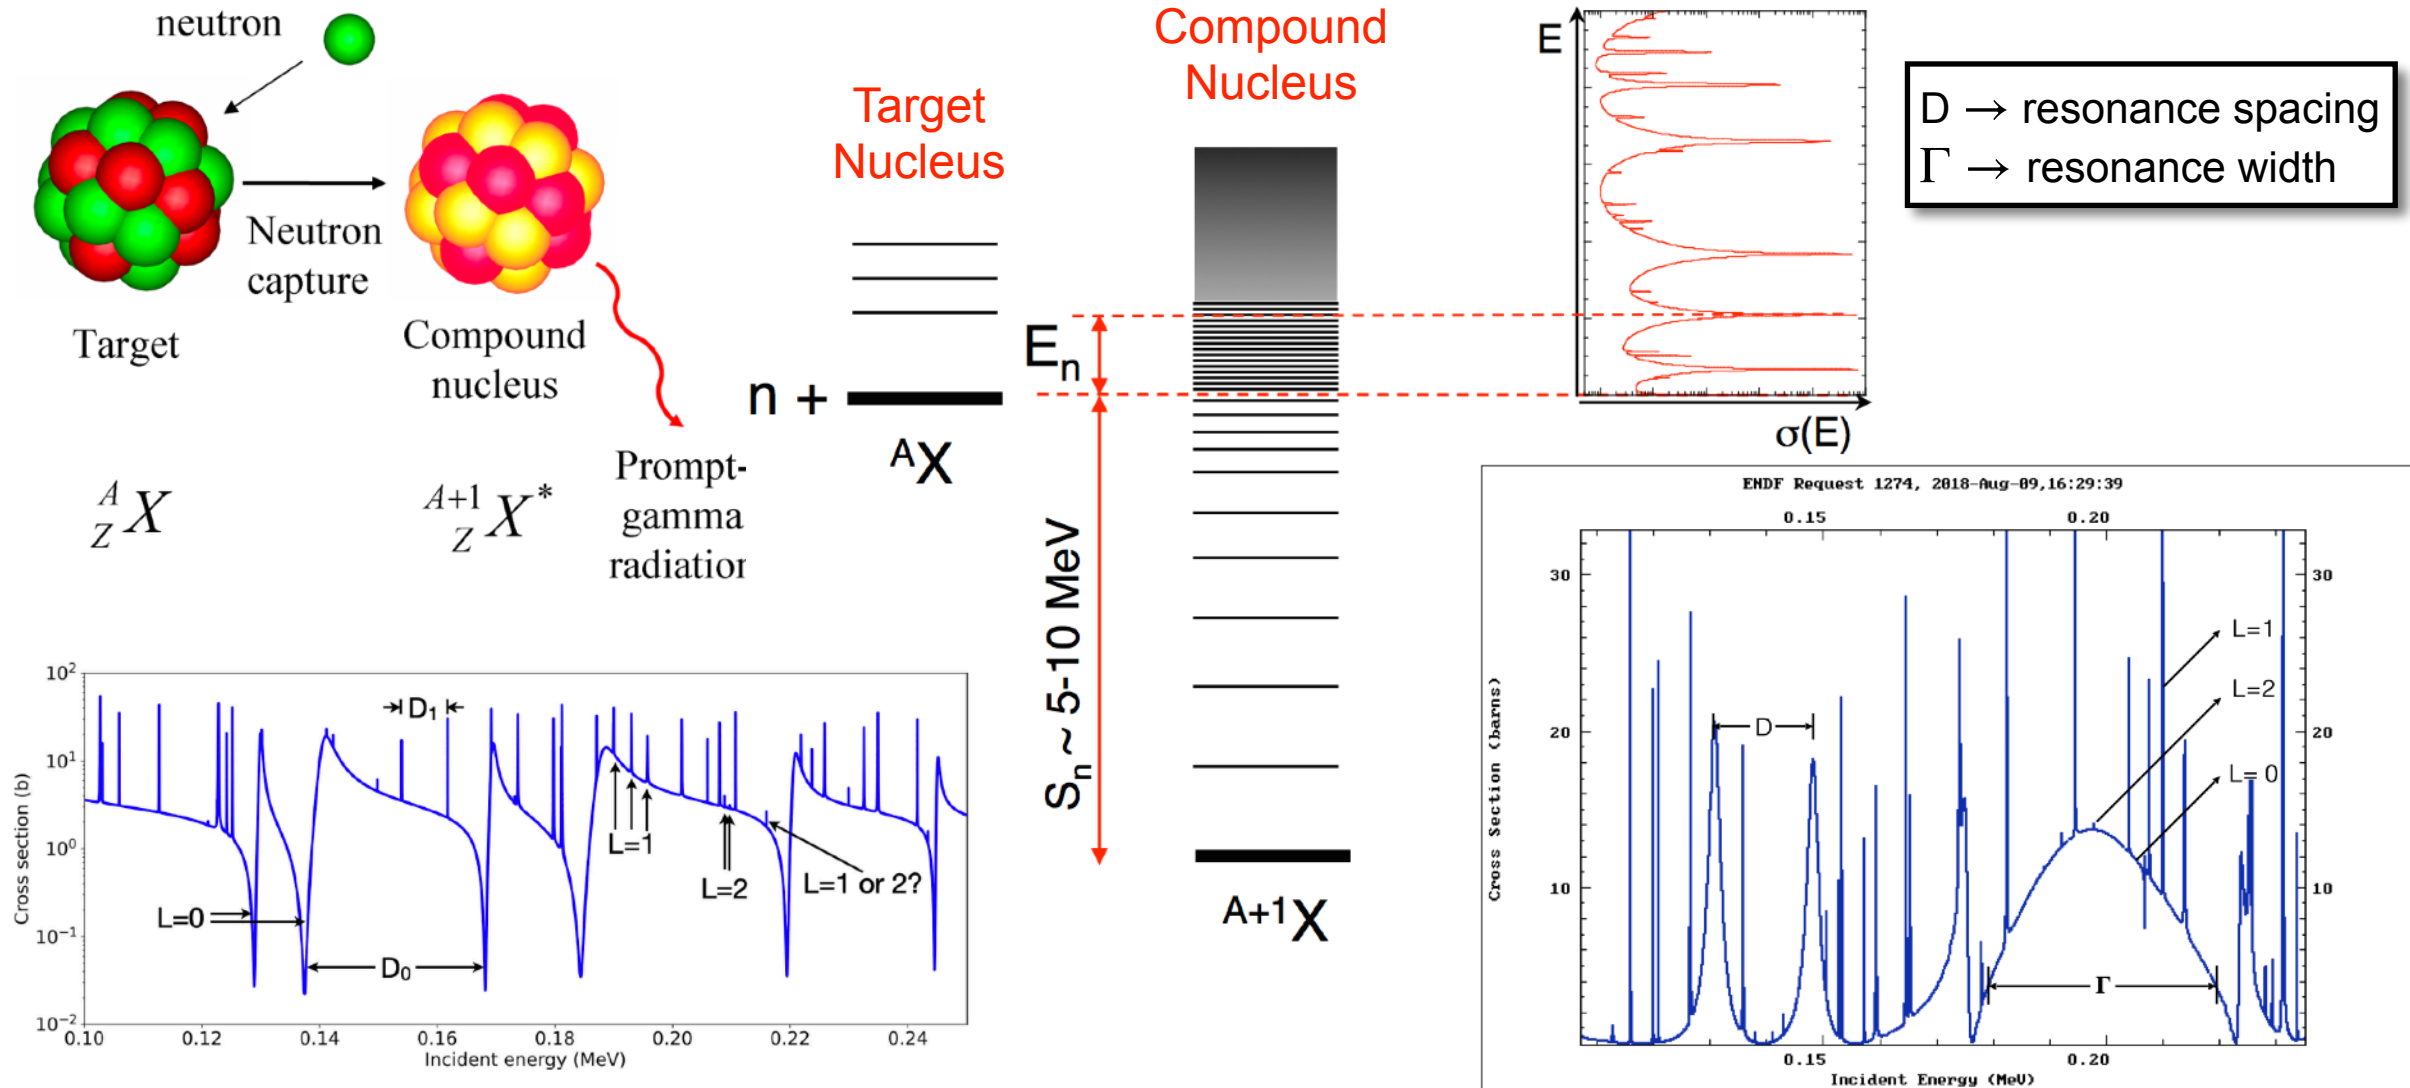 neutron
Target
Neutron
capture
Compound
nucleus
Prompt-
gamma
radiation
A
Z X
A+1
Z X*
Target
Nucleus
n +
AX
Compound
Nucleus
En
Sn ~ 5-10 MeV
A+1X
E
σ(E)
D → resonance spacing
Γ → resonance width
Cross section (b)
10²
10¹
10⁰
10⁻¹
10⁻²
D₁
L=0
D₀
L=1
L=2
L=1 or 2?
0.10 0.12 0.14 0.16 0.18 0.20 0.22 0.24
Incident energy (MeV)
ENDF Request 1274, 2018-Aug-09,16:29:39
0.15 0.20
Cross Section (barns)
30 30
20 20
10 10
D
L=1
L=2
L= 0
Γ
0.15 0.20
Incident Energy (MeV)